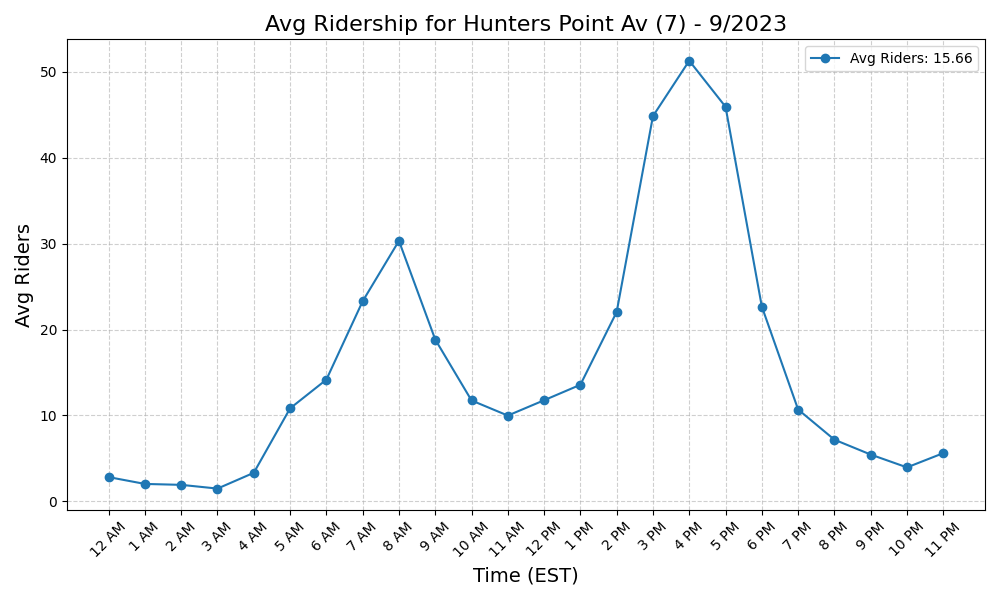 Avg Ridership for Hunters Point Av (7) - 9/2023
Avg Riders: 15.66
Avg Riders
50
40
30
20
10
0
12 AM
1 AM
2 AM
3 AM
4 AM
5 AM
6 AM
7 AM
8 AM
9 AM
10 AM
11 AM
12 PM
1 PM
2 PM
3 PM
4 PM
5 PM
6 PM
7 PM
8 PM
9 PM
10 PM
11 PM
Time (EST)